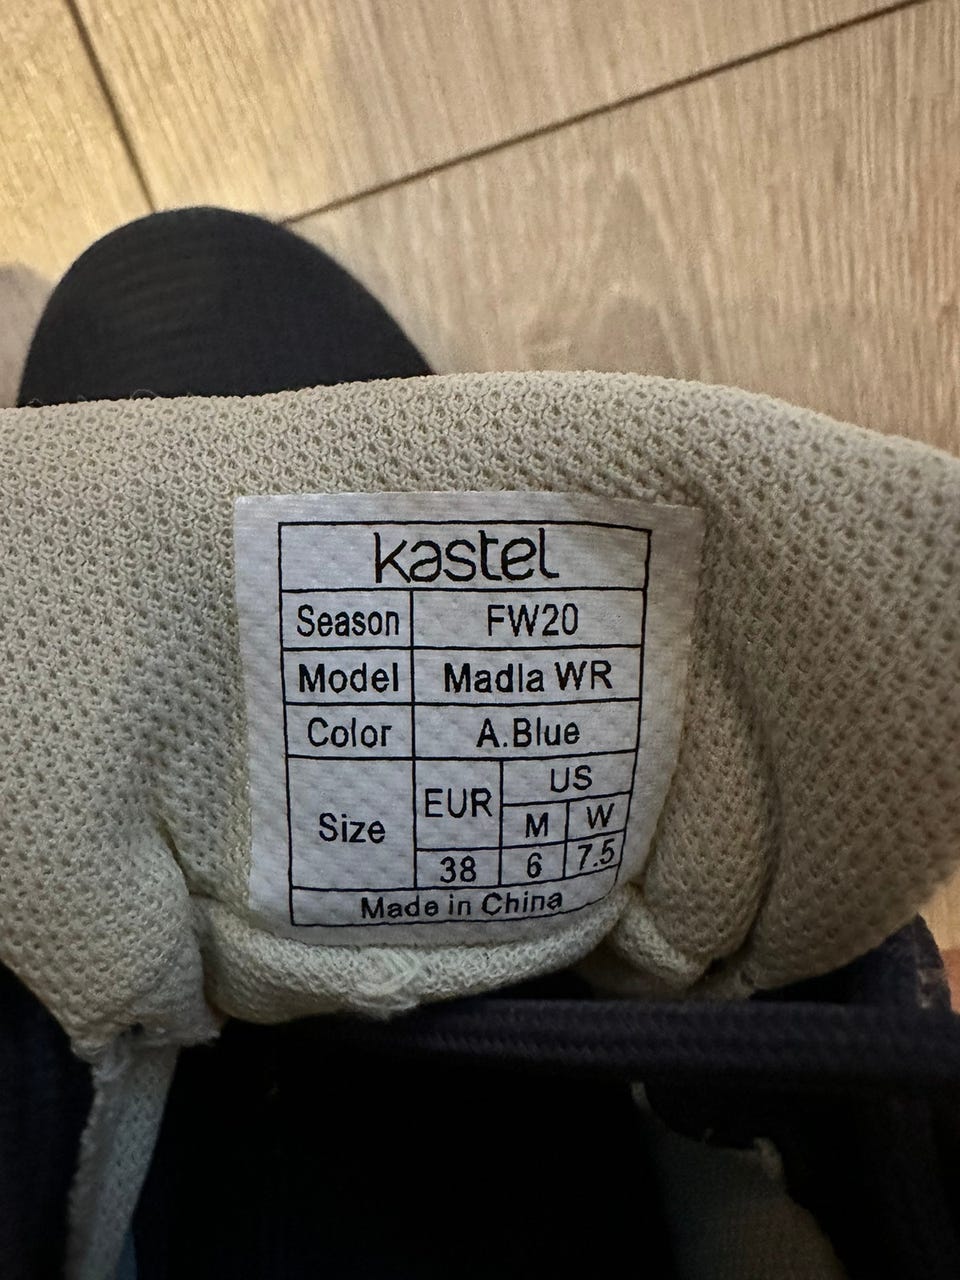 kastel
Season FW20
Model Madla WR
Color A.Blue
Size EUR US
M W
38 6 7.5
Made in China